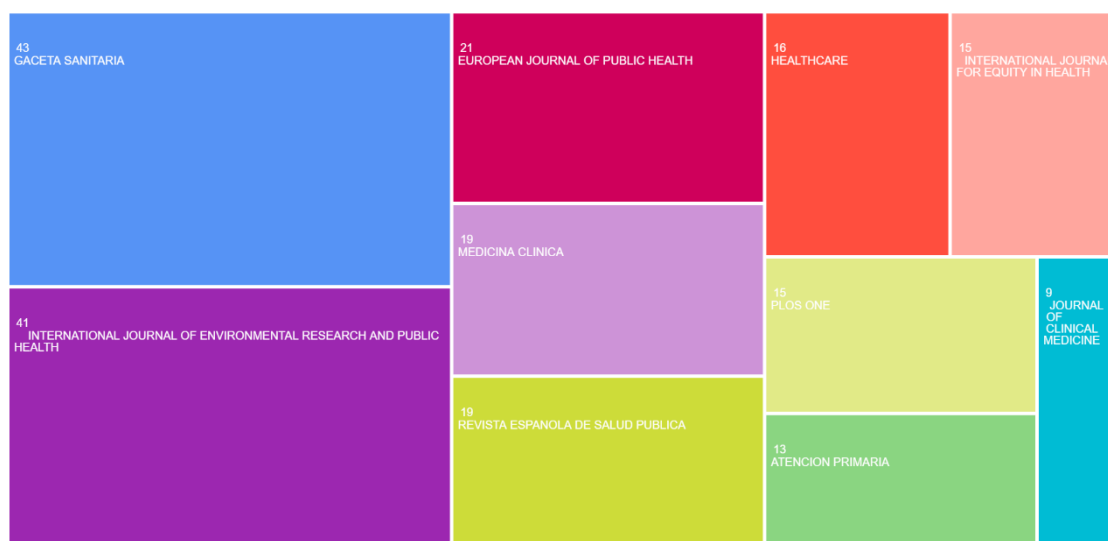 43
GACETA SANITARIA
41
INTERNATIONAL JOURNAL OF ENVIRONMENTAL RESEARCH AND PUBLIC
HEALTH
21
EUROPEAN JOURNAL OF PUBLIC HEALTH
19
MEDICINA CLINICA
19
REVISTA ESPANOLA DE SALUD PUBLICA
16
HEALTHCARE
15
INTERNATIONAL JOURNA
FOR EQUITY IN HEALTH
15
PLOS ONE
13
ATENCION PRIMARIA
9
JOURNAL
OF
CLINICAL
MEDICINE